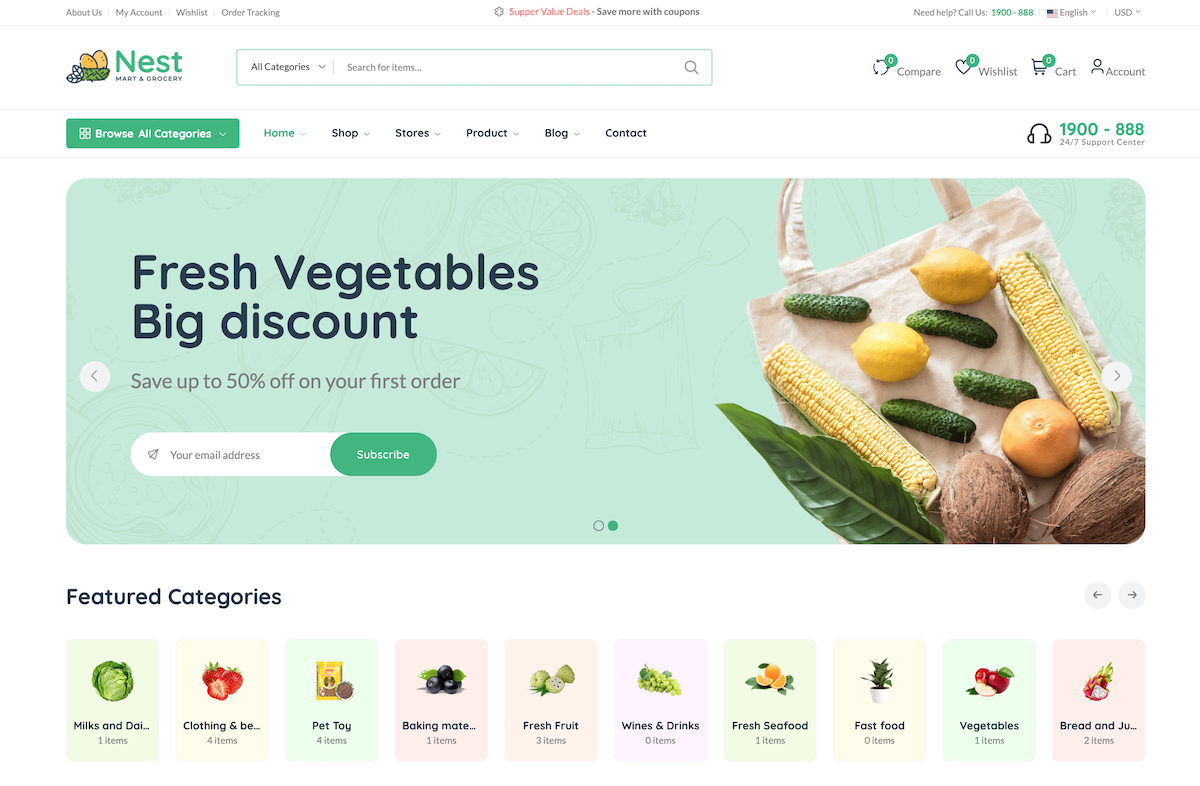 About Us
My Account
Wishlist
Order Tracking
Supper Value Deals - Save more with coupons
Need help? Call Us: 1900 - 888
English
USD
Nest
MART & GROCERY
All Categories
Search for items...
0
Compare
0
Wishlist
0
Cart
Account
Browse All Categories
Home
Shop
Stores
Product
Blog
Contact
1900 - 888
24/7 Support Center
Fresh Vegetables
Big discount
Save up to 50% off on your first order
Your email address
Subscribe
Featured Categories
Milks and Dai...
1 items
Clothing & be...
4 items
Pet Toy
4 items
Baking mate...
1 items
Fresh Fruit
3 items
Wines & Drinks
0 items
Fresh Seafood
1 items
Fast food
0 items
Vegetables
1 items
Bread and Ju...
2 items